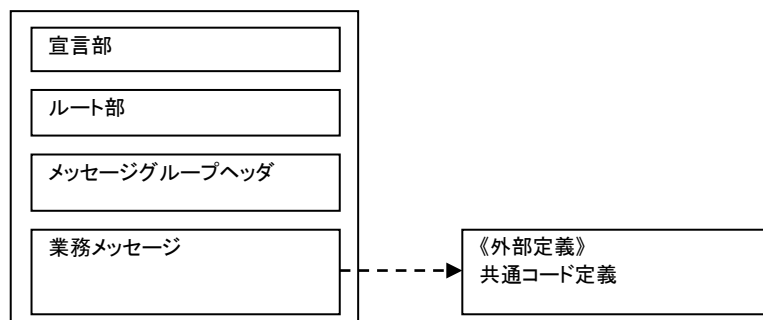 宣言部
ルート部
メッセージグループヘッダ
業務メッセージ
《外部定義》
共通コード定義